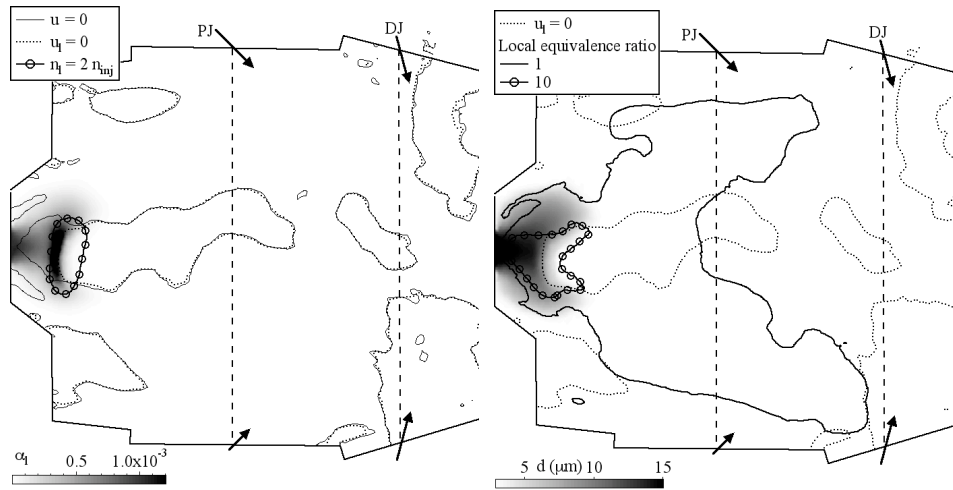 u = 0
u_l = 0
n_l = 2 n_inj
PJ
DJ
α_l 0.5 1.0x10^-3
u_l = 0
Local equivalence ratio
1
10
PJ
DJ
5 d (μm) 10 15